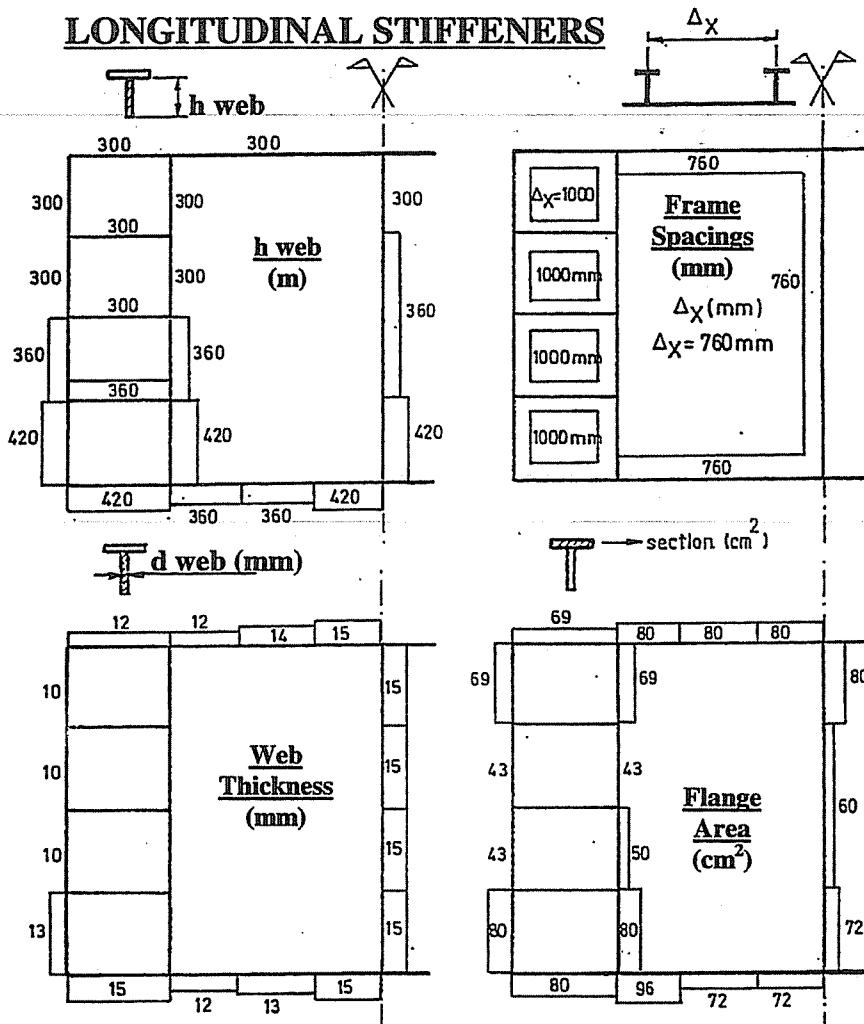 LONGITUDINAL STIFFENERS
Δx
h web
300 300
760
300 300 300
300
300 300
300
360 360 360
360
420 420 420
420 360 360 420
h web
(m)
Δx=1000
1000mm
1000mm
1000mm
Frame
Spacings
(mm)
Δx(mm)
Δx=760mm
760
760
d web (mm)
section (cm²)
12 12 14 15
10 15
10 15
10 15
13 15
15 12 13 15
Web
Thickness
(mm)
69 80 80 80
69 69 80
43 43
60
43 50
80 80 72
80 96 72 72
Flange
Area
(cm²)